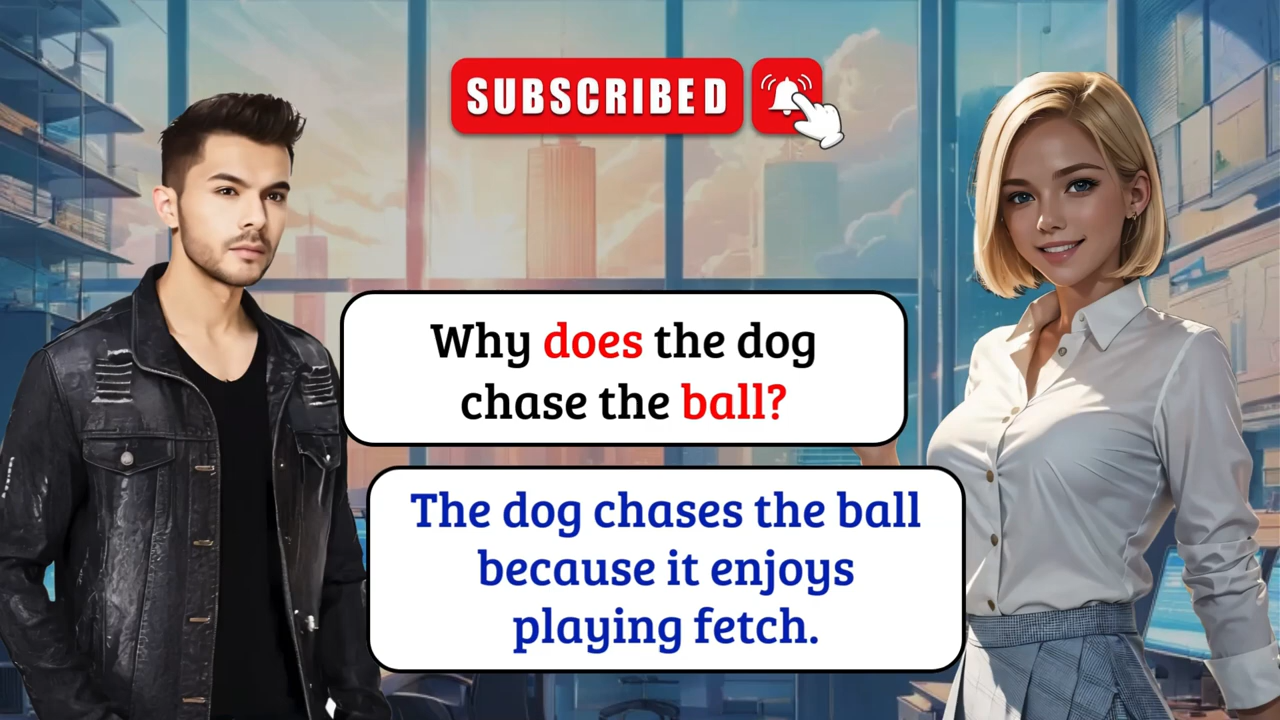 SUBSCRIBED
Why does the dog
chase the ball?
The dog chases the ball
because it enjoys
playing fetch.